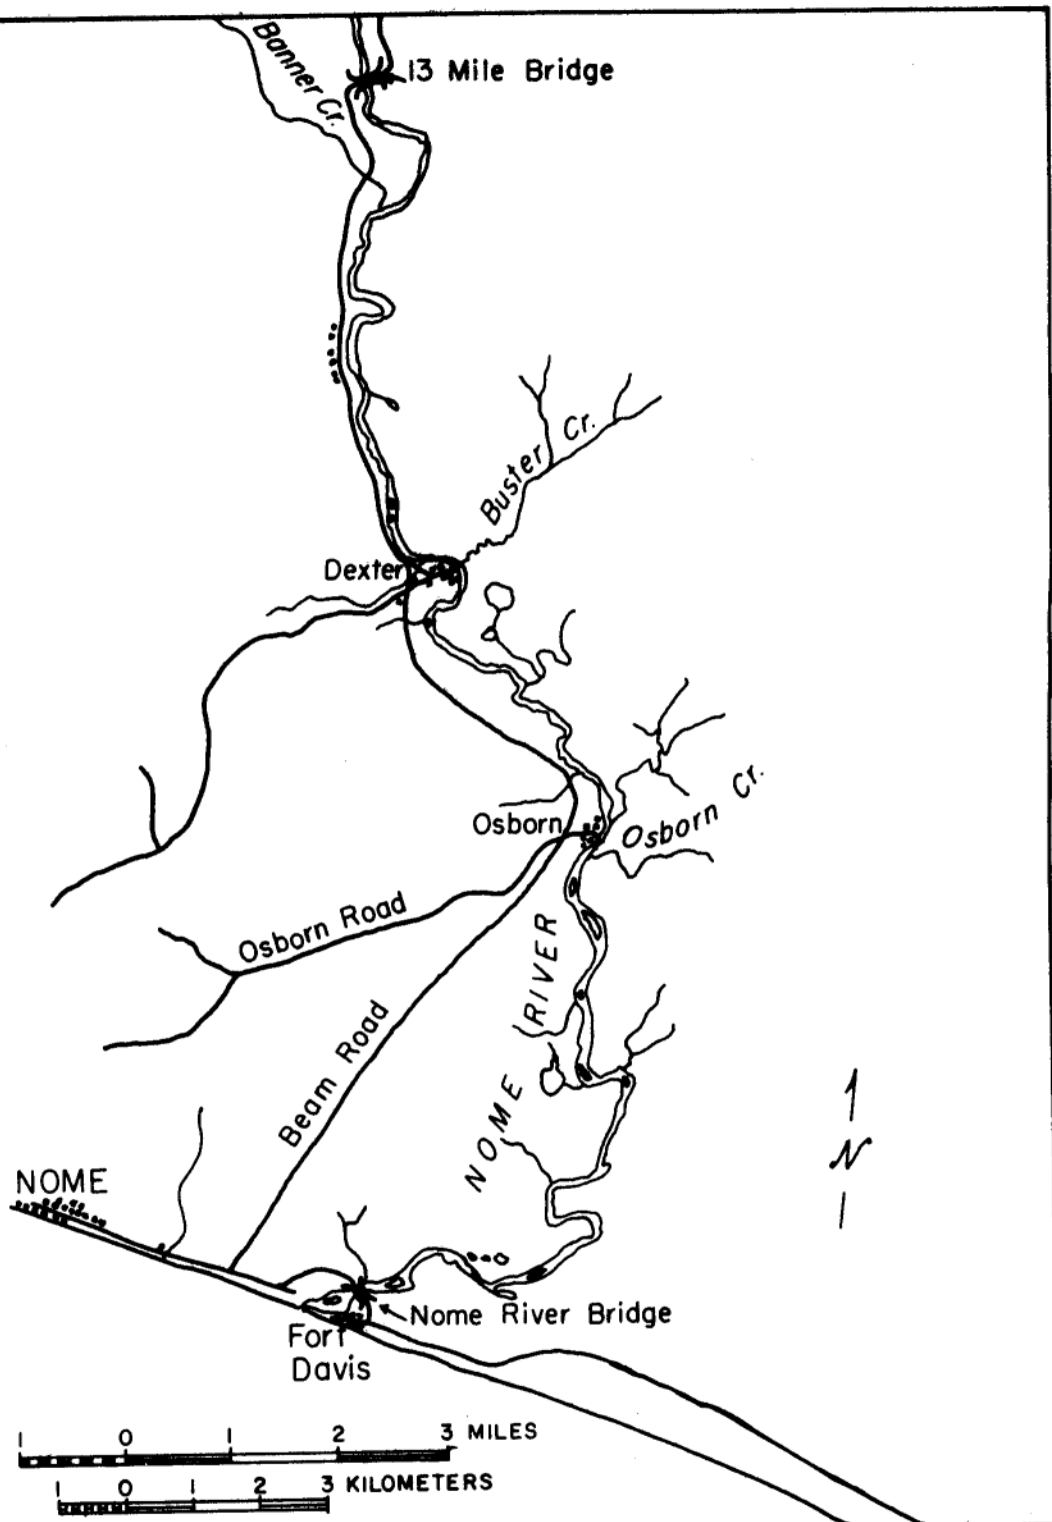 Banner Cr.
13 Mile Bridge
Buster Cr.
Dexter
Osborn
Osborn Cr.
Osborn Road
Beam Road
NOME RIVER
N
NOME
Nome River Bridge
Fort
Davis
1 0 1 2 3 MILES
1 0 1 2 3 KILOMETERS